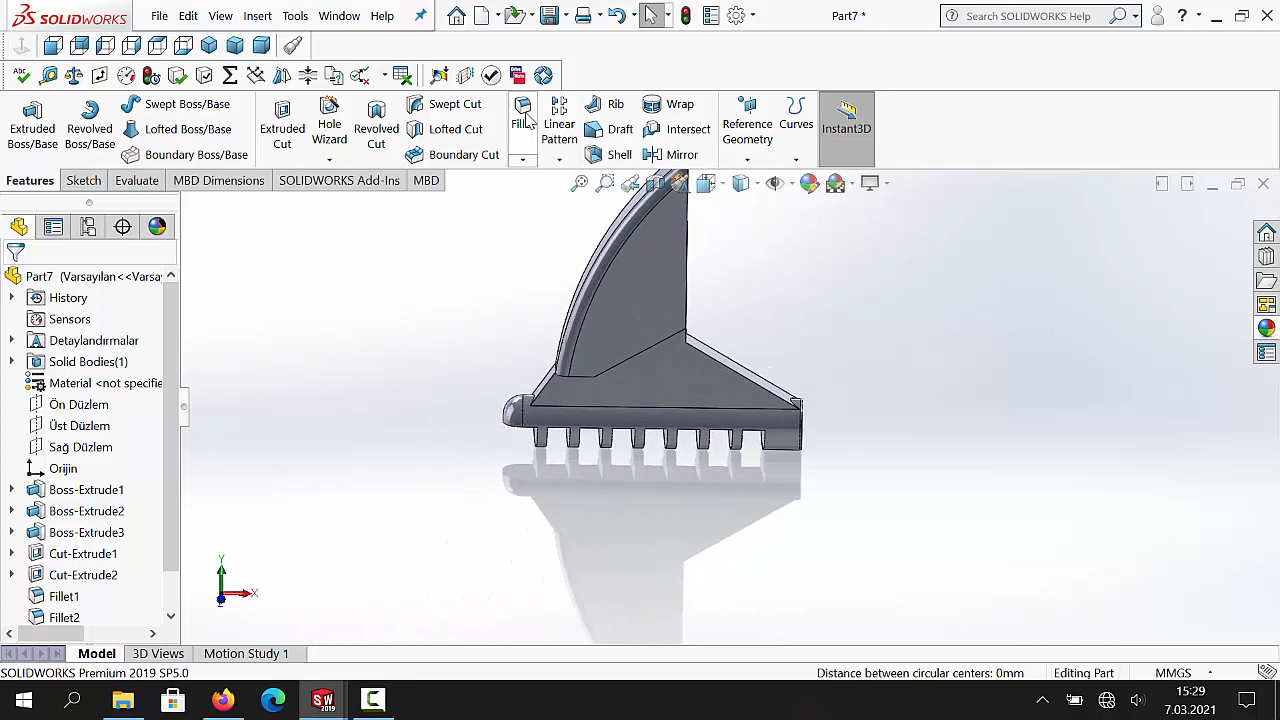 SOLIDWORKS File Edit View Insert Tools Window Help Part7 * Search SOLIDWORKS Help ?
Extruded Boss/Base
Revolved Boss/Base
Swept Boss/Base
Lofted Boss/Base
Boundary Boss/Base
Extruded Cut
Hole Wizard
Revolved Cut
Swept Cut
Lofted Cut
Boundary Cut
Linear Pattern
Rib
Draft
Shell
Wrap
Intersect
Mirror
Reference Geometry
Curves
Instant3D
Features Sketch Evaluate MBD Dimensions SOLIDWORKS Add-Ins MBD
Part7 (Varsayılan<<Varsa
History
Sensors
Detaylandırmalar
Solid Bodies(1)
Material <not specifie
Ön Düzlem
Üst Düzlem
Sağ Düzlem
Orijin
Boss-Extrude1
Boss-Extrude2
Boss-Extrude3
Cut-Extrude1
Cut-Extrude2
Fillet1
Fillet2
Y
X
Z
Model 3D Views Motion Study 1
SOLIDWORKS Premium 2019 SP5.0 Distance between circular centers: 0mm Editing Part MMGS
15:29
7.03.2021